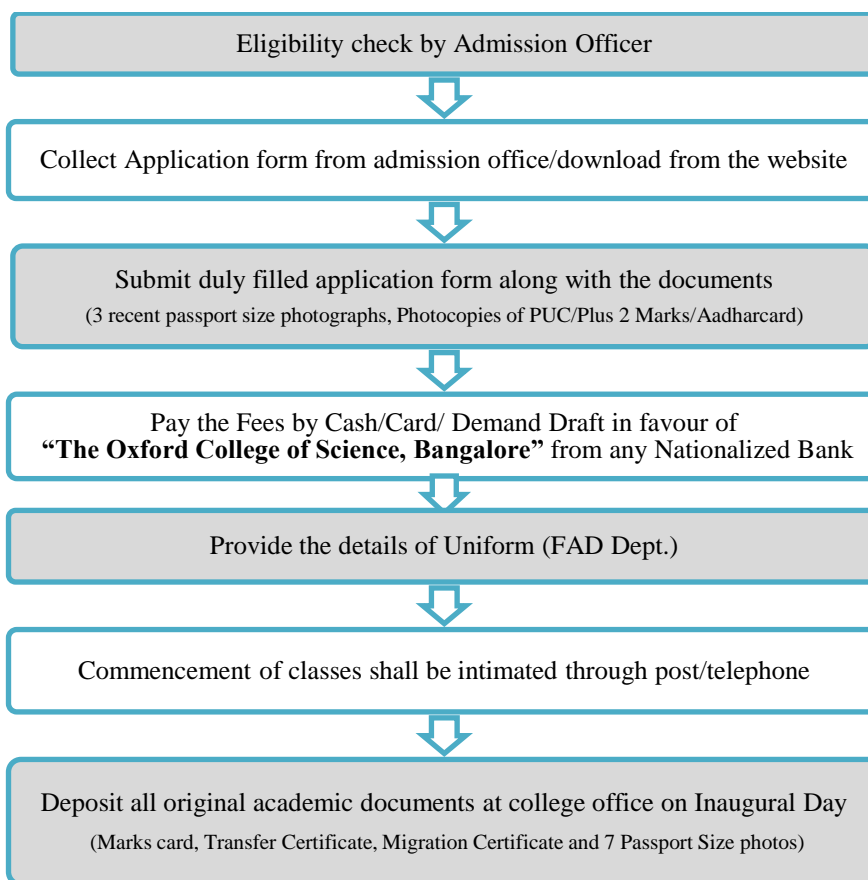 Eligibility check by Admission Officer
Collect Application form from admission office/download from the website
Submit duly filled application form along with the documents
(3 recent passport size photographs, Photocopies of PUC/Plus 2 Marks/Aadharcard)
Pay the Fees by Cash/Card/ Demand Draft in favour of
“The Oxford College of Science, Bangalore” from any Nationalized Bank
Provide the details of Uniform (FAD Dept.)
Commencement of classes shall be intimated through post/telephone
Deposit all original academic documents at college office on Inaugural Day
(Marks card, Transfer Certificate, Migration Certificate and 7 Passport Size photos)